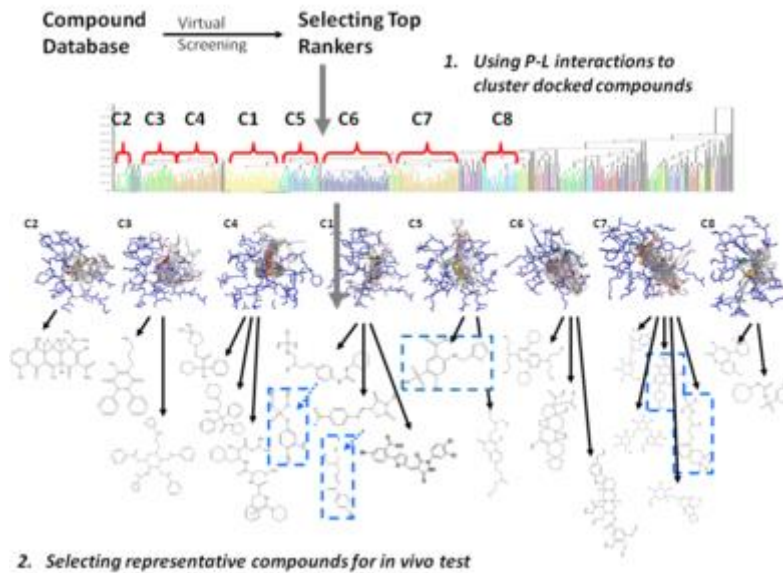 Compound
Database
Virtual
Screening
Selecting Top
Rankers
1. Using P-L interactions to
cluster docked compounds
C2 C3 C4 C1 C5 C6 C7 C8
C2 C3 C4 C1 C5 C6 C7 C8
2. Selecting representative compounds for in vivo test